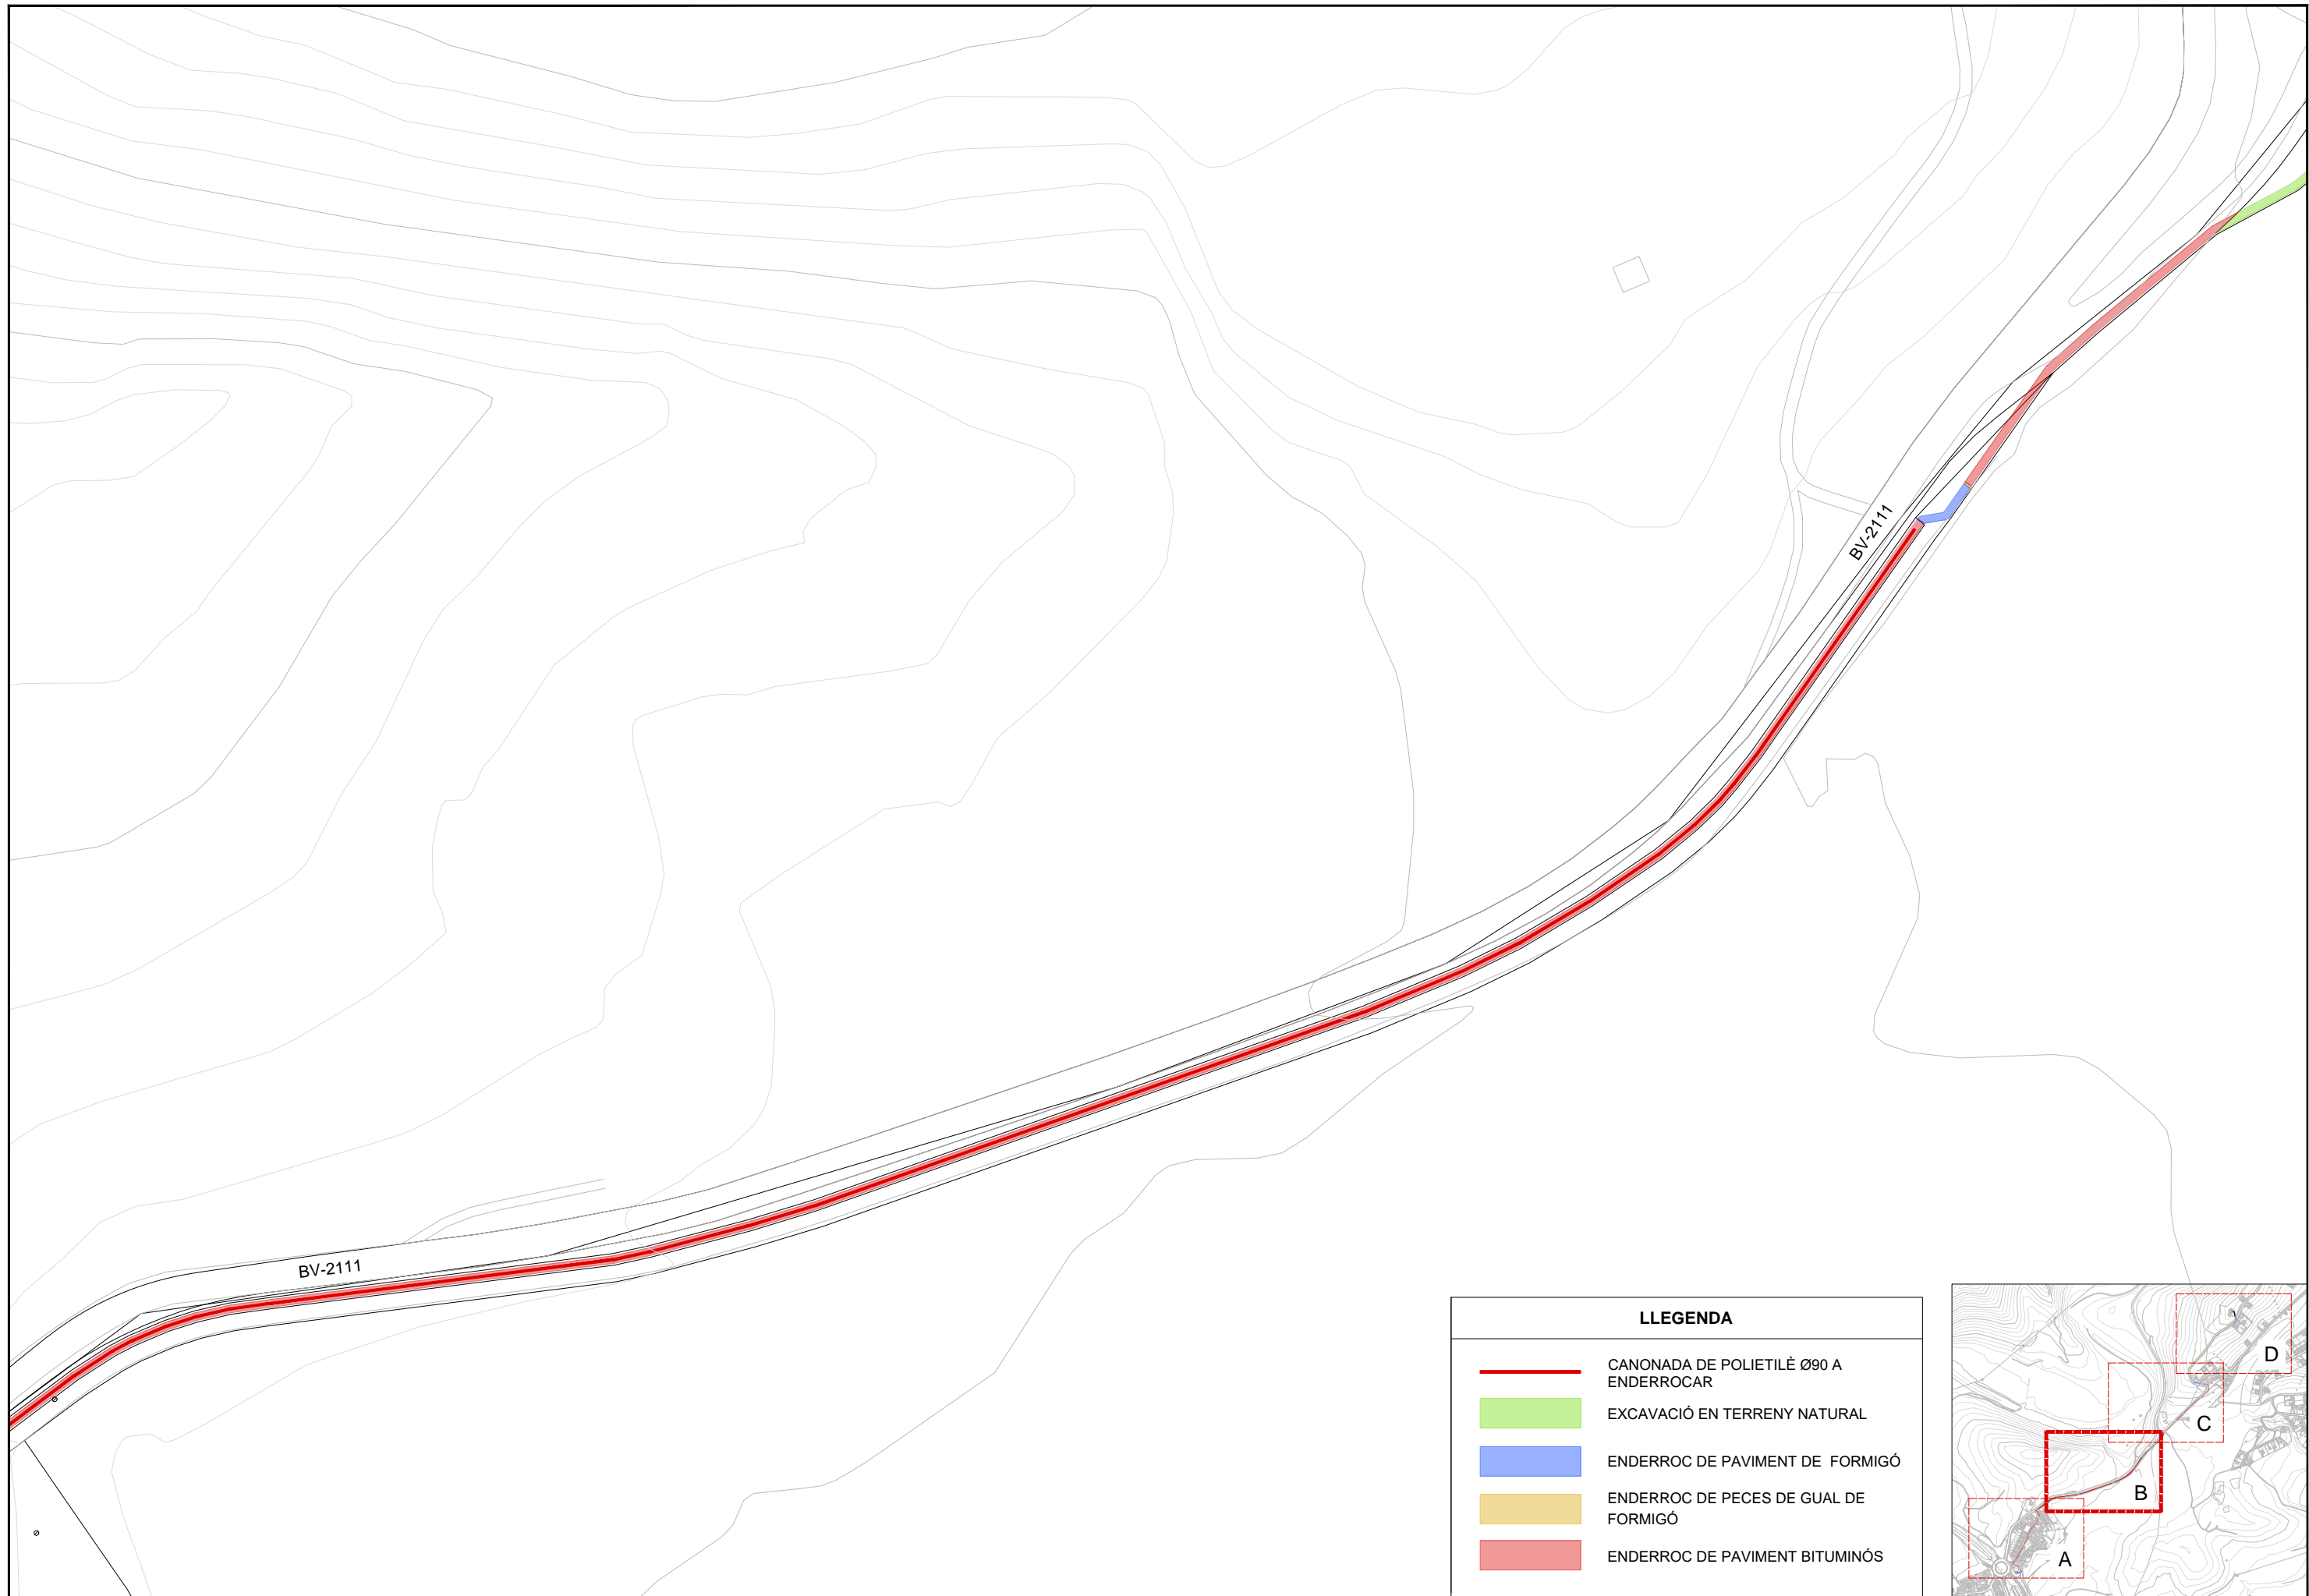 BV-2111
BV-2111
LLEGENDA
CANONADA DE POLIETILÈ Ø90 A
ENDERROCAR
EXCAVACIÓ EN TERRENY NATURAL
ENDERROC DE PAVIMENT DE FORMIGÓ
ENDERROC DE PECES DE GUAL DE
FORMIGÓ
ENDERROC DE PAVIMENT BITUMINÓS
D
C
B
A